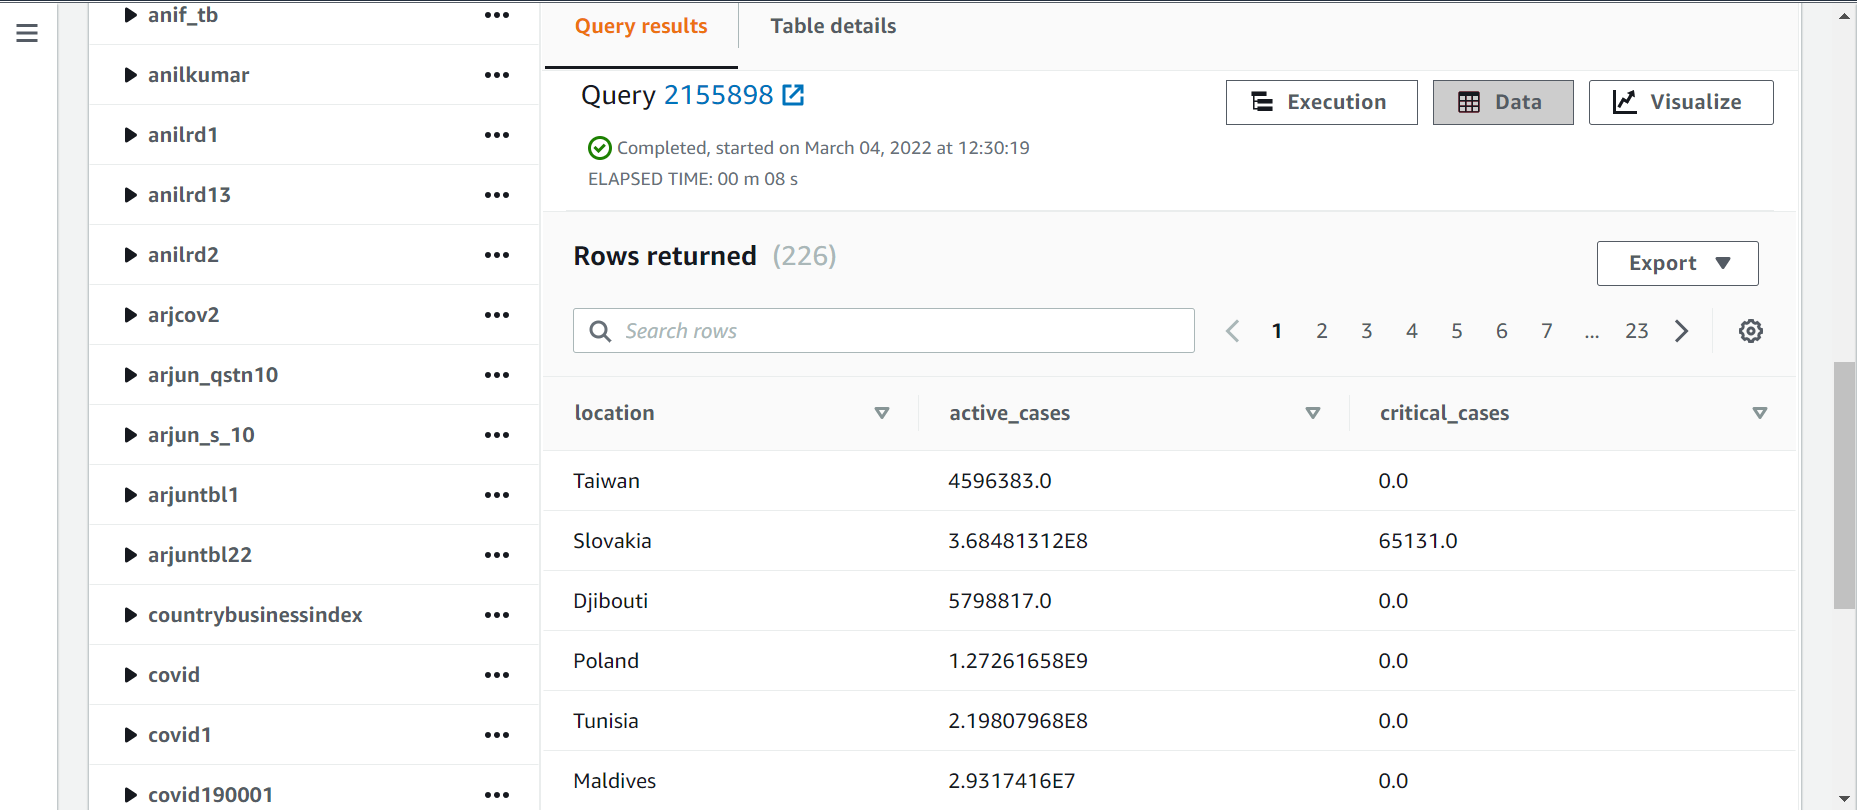 anif_tb
anilkumar
anilrd1
anilrd13
anilrd2
arjcov2
arjun_qstn10
arjun_s_10
arjuntbl1
arjuntbl22
countrybusinessindex
covid
covid1
covid190001
Query results Table details
Query 2155898
Execution Data Visualize
Completed, started on March 04, 2022 at 12:30:19
ELAPSED TIME: 00 m 08 s
Rows returned (226)
Export
Search rows 1 2 3 4 5 6 7 ... 23
location active_cases critical_cases
Taiwan 4596383.0 0.0
Slovakia 3.68481312E8 65131.0
Djibouti 5798817.0 0.0
Poland 1.27261658E9 0.0
Tunisia 2.19807968E8 0.0
Maldives 2.9317416E7 0.0